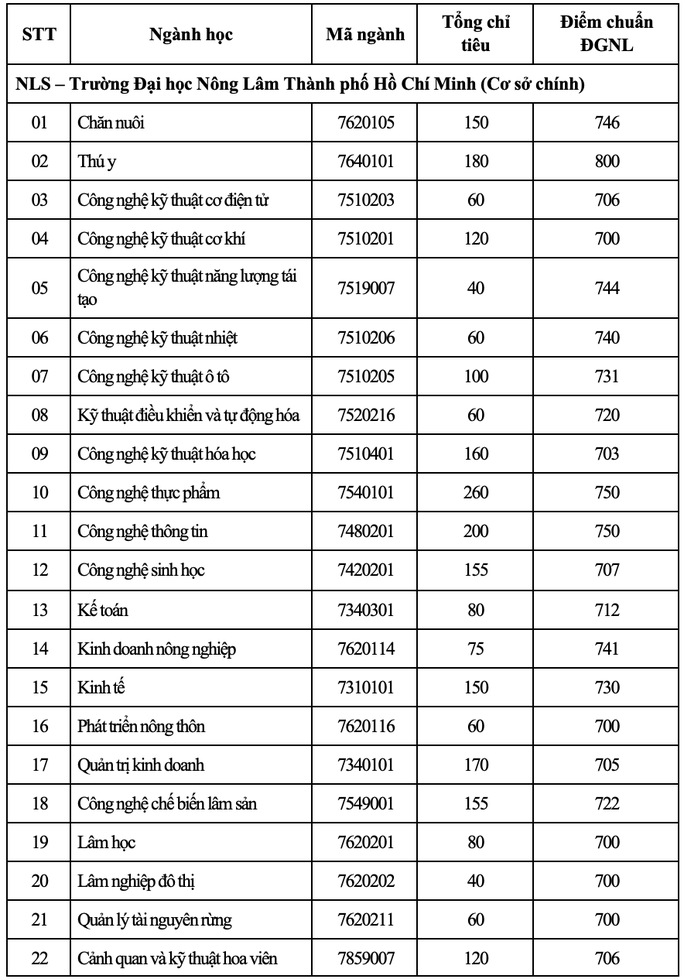 STT Ngành học Mã ngành Tổng chỉ tiêu Điểm chuẩn ĐGNL
NLS – Trường Đại học Nông Lâm Thành phố Hồ Chí Minh (Cơ sở chính)
01 Chăn nuôi 7620105 150 746
02 Thú y 7640101 180 800
03 Công nghệ kỹ thuật cơ điện tử 7510203 60 706
04 Công nghệ kỹ thuật cơ khí 7510201 120 700
05 Công nghệ kỹ thuật năng lượng tái tạo 7519007 40 744
06 Công nghệ kỹ thuật nhiệt 7510206 60 740
07 Công nghệ kỹ thuật ô tô 7510205 100 731
08 Kỹ thuật điều khiển và tự động hóa 7520216 60 720
09 Công nghệ kỹ thuật hóa học 7510401 160 703
10 Công nghệ thực phẩm 7540101 260 750
11 Công nghệ thông tin 7480201 200 750
12 Công nghệ sinh học 7420201 155 707
13 Kế toán 7340301 80 712
14 Kinh doanh nông nghiệp 7620114 75 741
15 Kinh tế 7310101 150 730
16 Phát triển nông thôn 7620116 60 700
17 Quản trị kinh doanh 7340101 170 705
18 Công nghệ chế biến lâm sản 7549001 155 722
19 Lâm học 7620201 80 700
20 Lâm nghiệp đô thị 7620202 40 700
21 Quản lý tài nguyên rừng 7620211 60 700
22 Cảnh quan và kỹ thuật hoa viên 7859007 120 706